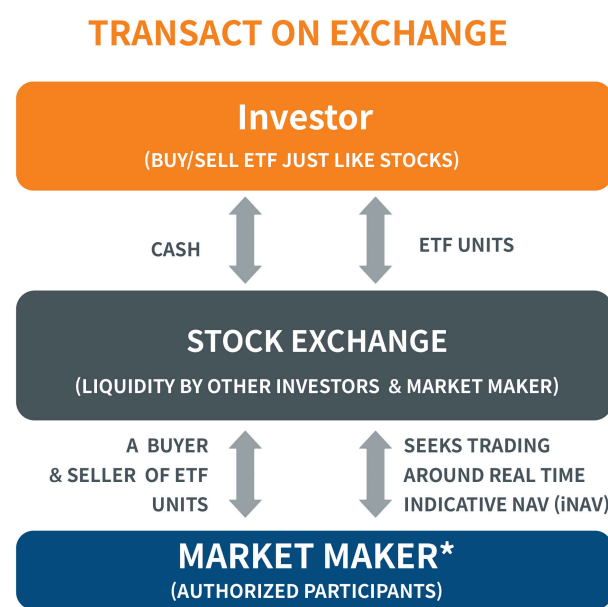 TRANSACT ON EXCHANGE
Investor
(BUY/SELL ETF JUST LIKE STOCKS)
CASH
ETF UNITS
STOCK EXCHANGE
(LIQUIDITY BY OTHER INVESTORS & MARKET MAKER)
A BUYER
& SELLER OF ETF
UNITS
SEEKS TRADING
AROUND REAL TIME
INDICATIVE NAV (iNAV)
MARKET MAKER*
(AUTHORIZED PARTICIPANTS)